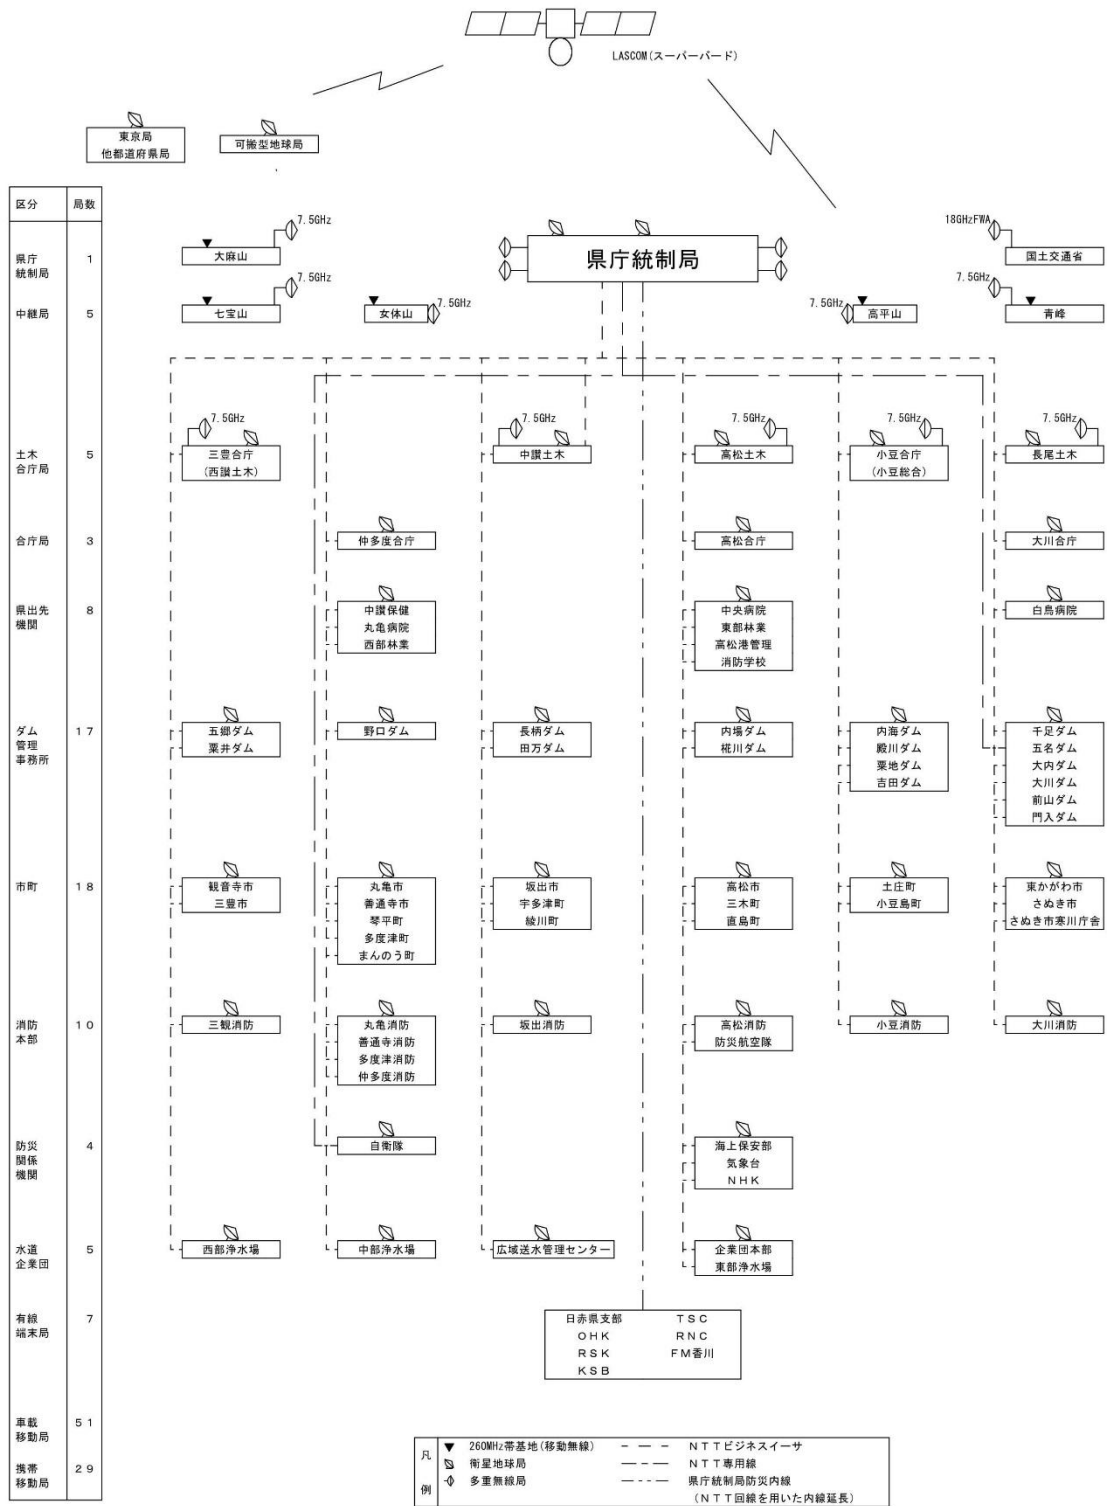 LASCOM(スーパーバード)
東京局
他都道府県局
可搬型地球局
区分 局数
7.5GHz
18GHzFWA
県庁
統制局
1
大麻山
県庁統制局
国土交通省
7.5GHz
7.5GHz
中継局 5
七宝山
女体山
7.5GHz
7.5GHz
高平山
青峰
7.5GHz
7.5GHz
7.5GHz
7.5GHz
7.5GHz
土木
合庁局
5
三豊合庁
(西讃土木)
中讃土木
高松土木
小豆合庁
(小豆総合)
長尾土木
合庁局 3
仲多度合庁
高松合庁
大川合庁
県出先
機関
8
中讃保健
丸亀病院
西部林業
中央病院
東部林業
高松港管理
消防学校
白鳥病院
ダム
管理
事務所
17
五郷ダム
粟井ダム
野口ダム
長柄ダム
田万ダム
内場ダム
椛川ダム
内海ダム
殿川ダム
粟地ダム
吉田ダム
千足ダム
五名ダム
大内ダム
大川ダム
前山ダム
門入ダム
市町 18
観音寺市
三豊市
丸亀市
善通寺市
琴平町
多度津町
まんのう町
坂出市
宇多津町
綾川町
高松市
三木町
直島町
土庄町
小豆島町
東かがわ市
さぬき市
さぬき市寒川庁舎
消防
本部
10
三観消防
丸亀消防
善通寺消防
多度津消防
仲多度消防
坂出消防
高松消防
防災航空隊
小豆消防
大川消防
防災
関係
機関
4
自衛隊
海上保安部
気象台
NHK
水道
企業団
5
西部浄水場
中部浄水場
広域送水管理センター
企業団本部
東部浄水場
有線
端末局
7
日赤県支部 TSC
OHK RNC
RSK FM香川
KSB
車載
移動局
51
携帯
移動局
29
凡例
260MHz帯基地(移動無線) NTTビジネスイーサ
衛星地球局 NTT専用線
多重無線局 県庁統制局防災内線
(NTT回線を用いた内線延長)